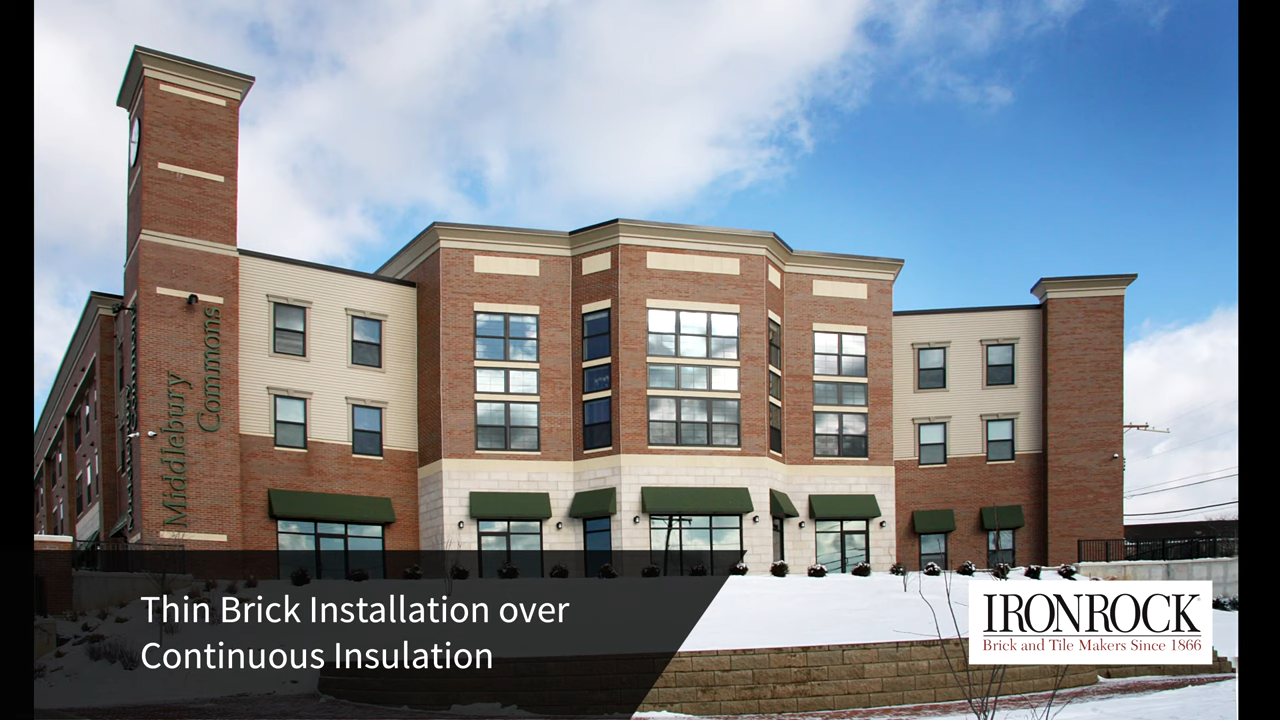 Middlebury
Commons
Thin Brick Installation over
Continuous Insulation
IRONROCK
Brick and Tile Makers Since 1866